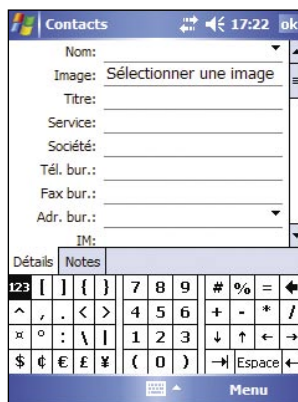 Contacts 17:22 ok
Nom:
Image: Sélectionner une image
Titre:
Service:
Société:
Tél. bur.:
Fax bur.:
Adr. bur.:
IM:
Détails Notes
123 [ ] { } 7 8 9 # % = ←
^ , . < > 4 5 6 + - * /
¤ ° : \ | 1 2 3 ↓ ↑ ← →
$ ¢ € £ ¥ ( 0 ) →| Espace ←
Menu